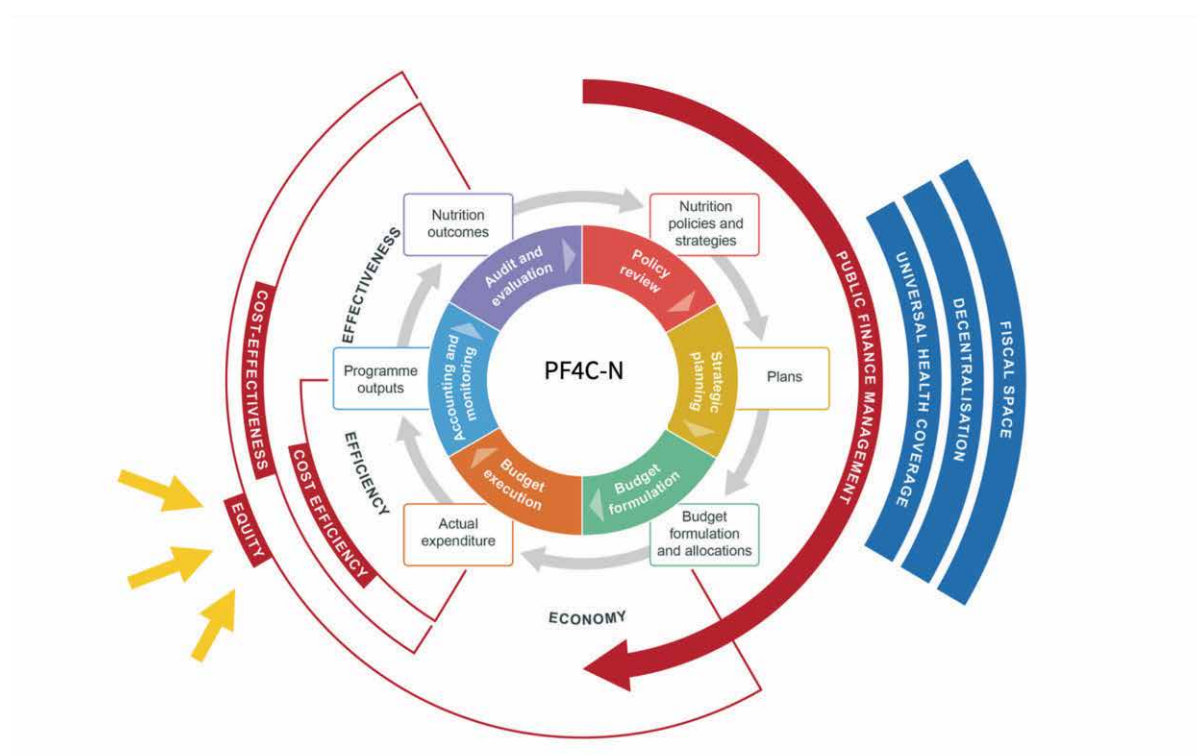 PF4C-N
Policy
review
Strategic
planning
Budget
formulation
Budget
execution
Accounting and
monitoring
Audit and
evaluation
Nutrition
policies and
strategies
Plans
Budget
formulation
and allocations
Actual
expenditure
Programme
outputs
Nutrition
outcomes
EFFECTIVENESS
EFFICIENCY
ECONOMY
COST-EFFECTIVENESS
COST EFFICIENCY
EQUITY
PUBLIC FINANCE MANAGEMENT
UNIVERSAL HEALTH COVERAGE
DECENTRALISATION
FISCAL SPACE